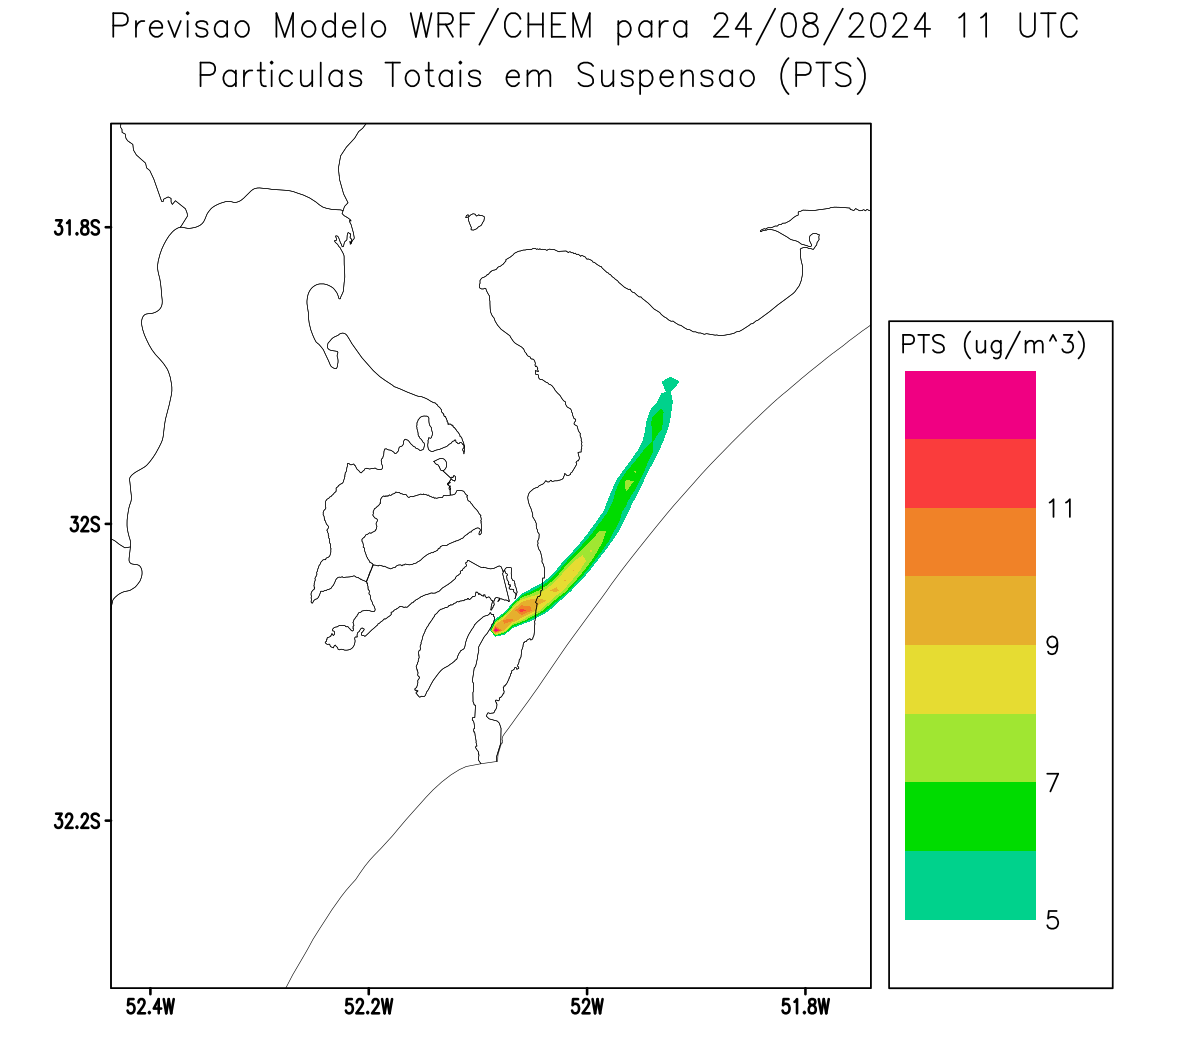 Previsao Modelo WRF/CHEM para 24/08/2024 11 UTC
Particulas Totais em Suspensao (PTS)
31.8S
32S
32.2S
52.4W
52.2W
52W
51.8W
PTS (ug/m^3)
11
9
7
5